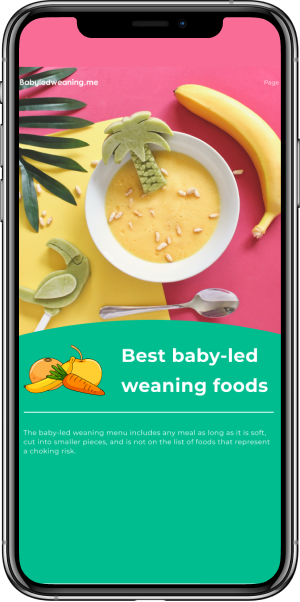 Babyledweaning.me
Page
Best baby-led
weaning foods
The baby-led weaning menu includes any meal as long as it is soft,
cut into smaller pieces, and is not on the list of foods that represent
a choking risk.